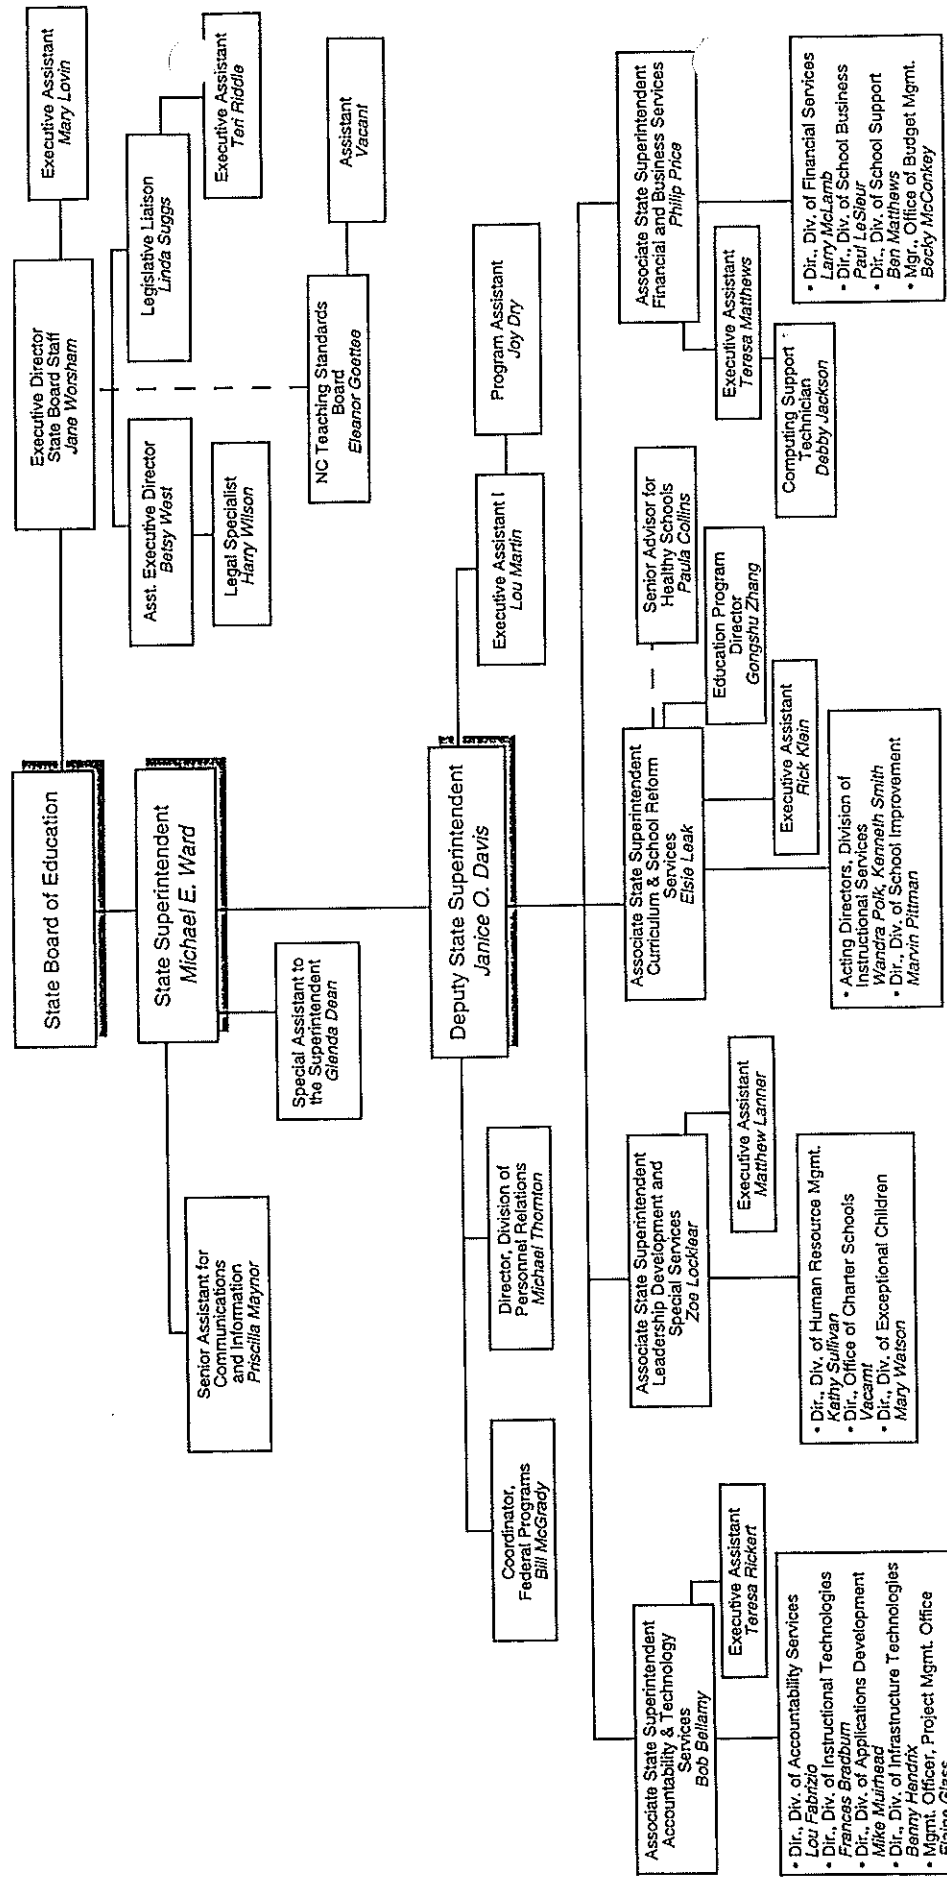 State Board of Education
Executive Director
State Board Staff
Jane Worsham
Executive Assistant
Mary Lovin
Asst. Executive Director
Betsy West
Legislative Liaison
Linda Suggs
Legal Specialist
Harry Wilson
Executive Assistant
Teri Riddle
NC Teaching Standards
Board
Eleanor Goettee
Assistant
Vacant
State Superintendent
Michael E. Ward
Senior Assistant for
Communications
and Information
Priscilla Maynor
Special Assistant to
the Superintendent
Glenda Dean
Deputy State Superintendent
Janice O. Davis
Coordinator,
Federal Programs
Bill McGrady
Director, Division of
Personnel Relations
Michael Thornton
Executive Assistant I
Lou Martin
Program Assistant
Joy Dry
Associate State Superintendent
Accountability & Technology
Services
Bob Bellamy
Executive Assistant
Teresa Rickert
• Dir., Div. of Accountability Services
Lou Fabrizio
• Dir., Div. of Instructional Technologies
Frances Bradburn
• Dir., Div. of Applications Development
Mike Muirhead
• Dir., Div. of Infrastructure Technologies
Benny Hendrix
• Mgmt. Officer, Project Mgmt. Office
Elaine Glass
Associate State Superintendent
Leadership Development and
Special Services
Zoe Locklear
Executive Assistant
Matthew Lanner
• Dir., Div. of Human Resource Mgmt.
Kathy Sullivan
• Dir., Office of Charter Schools
Vacamt
• Dir., Div. of Exceptional Children
Mary Watson
Associate State Superintendent
Curriculum & School Reform
Services
Elsie Leak
Senior Advisor for
Healthy Schools
Paula Collins
Education Program
Director
Gongshu Zhang
Executive Assistant
Rick Klein
• Acting Directors, Division of
Instructional Services
Wandra Polk, Kenneth Smith
• Dir., Div. of School Improvement
Marvin Pittman
Associate State Superintendent
Financial and Business Services
Philip Price
Executive Assistant
Teresa Matthews
Computing Support
Technician
Debby Jackson
• Dir., Div. of Financial Services
Larry McLamb
• Dir., Div. of School Business
Paul LeSieur
• Dir., Div. of School Support
Ben Matthews
• Mgr., Office of Budget Mgmt.
Becky McConkey